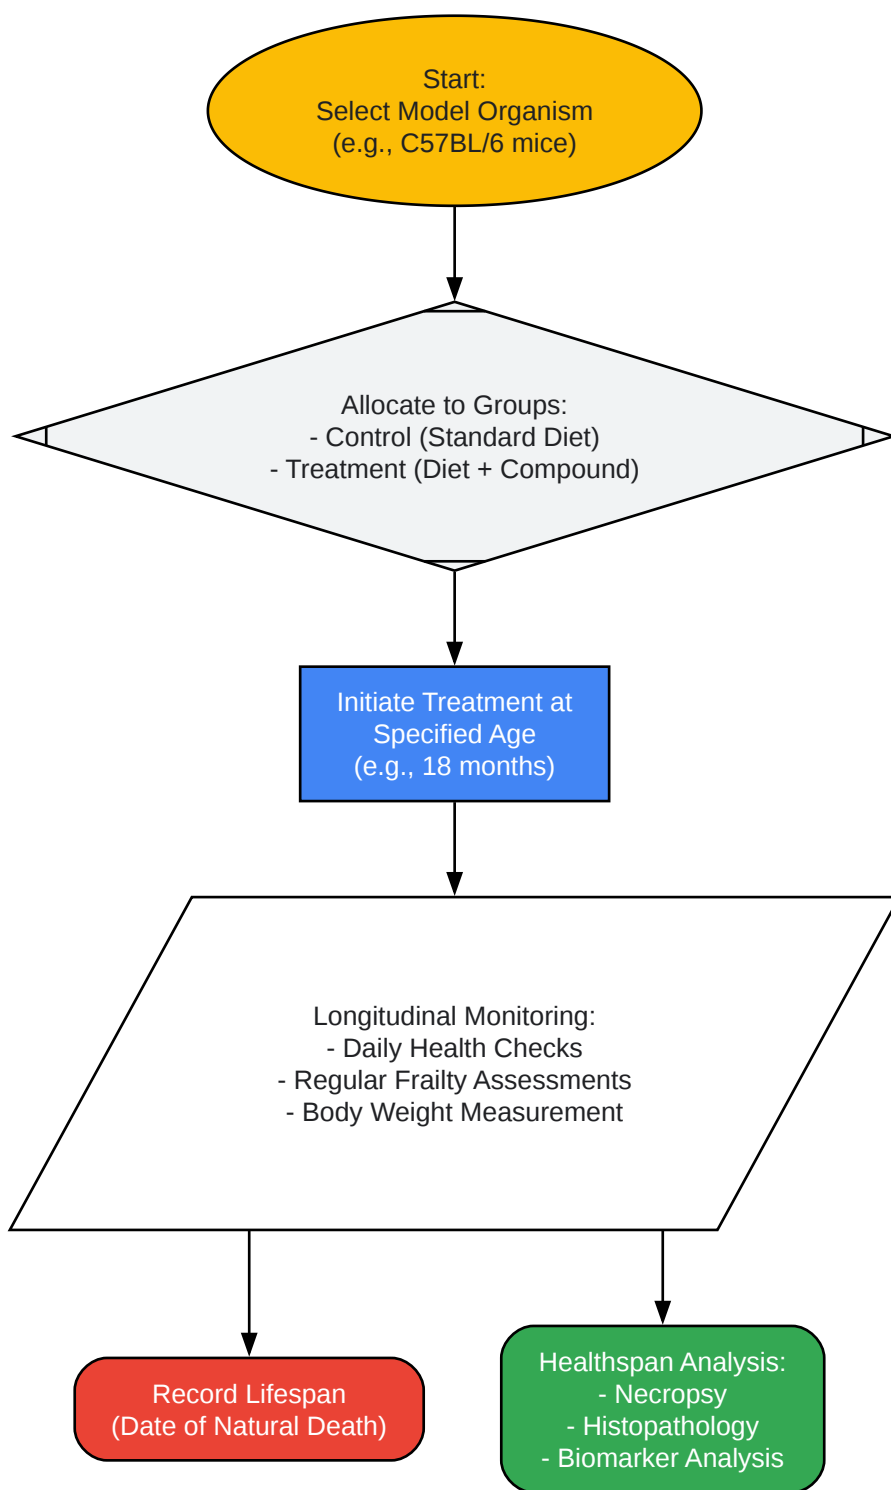 Start:
Select Model Organism
(e.g., C57BL/6 mice)
Allocate to Groups:
- Control (Standard Diet)
- Treatment (Diet + Compound)
Initiate Treatment at
Specified Age
(e.g., 18 months)
Longitudinal Monitoring:
- Daily Health Checks
- Regular Frailty Assessments
- Body Weight Measurement
Record Lifespan
(Date of Natural Death)
Healthspan Analysis:
- Necropsy
- Histopathology
- Biomarker Analysis